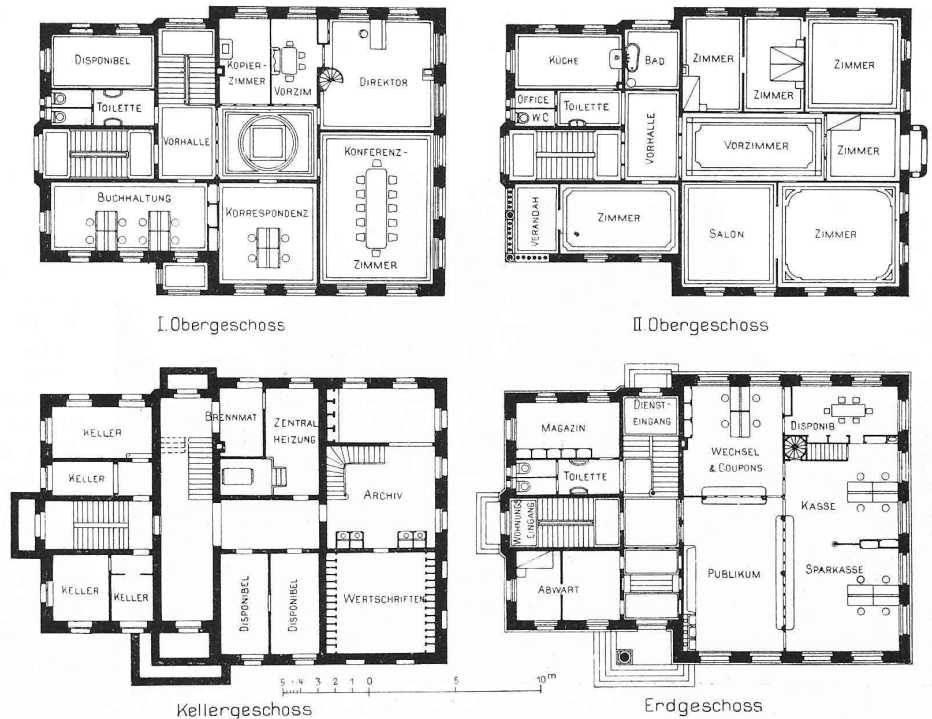 DISPONIBEL
TOILETTE
VORHALLE
KOPIER-
ZIMMER
VORZIM
DIREKTOR
KONFERENZ-
ZIMMER
BUCHHALTUNG
KORRESPONDENZ
I. Obergeschoss
KÜCHE
BAD
ZIMMER
ZIMMER
ZIMMER
OFFICE
WC
TOILETTE
VORHALLE
VORZIMMER
ZIMMER
VERANDAH
ZIMMER
SALON
ZIMMER
II. Obergeschoss
KELLER
KELLER
KELLER
KELLER
BRENNMAT
ZENTRAL
HEIZUNG
ARCHIV
DISPONIBEL
DISPONIBEL
WERTSCHRIFTEN
5 4 3 2 1 0 5 10 m
Kellergeschoss
MAGAZIN
DIENST-
EINGANG
TOILETTE
WOHNUNGS
EINGANG
ABWART
WECHSEL
& COUPONS
DISPONIB
KASSE
PUBLIKUM
SPARKASSE
Erdgeschoss